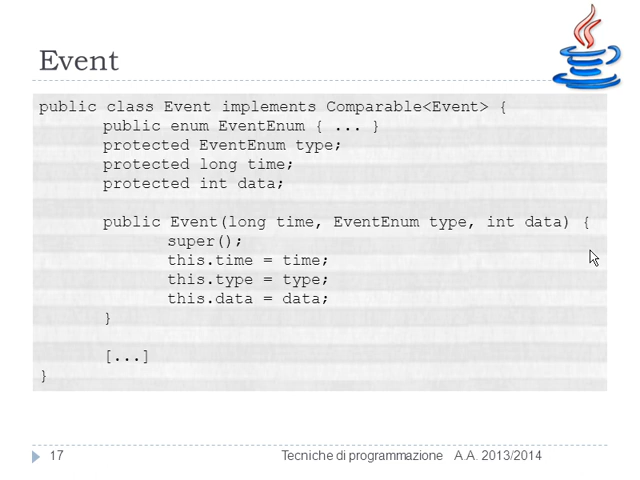 Event
public class Event implements Comparable<Event> {
public enum EventEnum { ... }
protected EventEnum type;
protected long time;
protected int data;
public Event(long time, EventEnum type, int data) {
super();
this.time = time;
this.type = type;
this.data = data;
}
[...]
}
17 Tecniche di programmazione A.A. 2013/2014